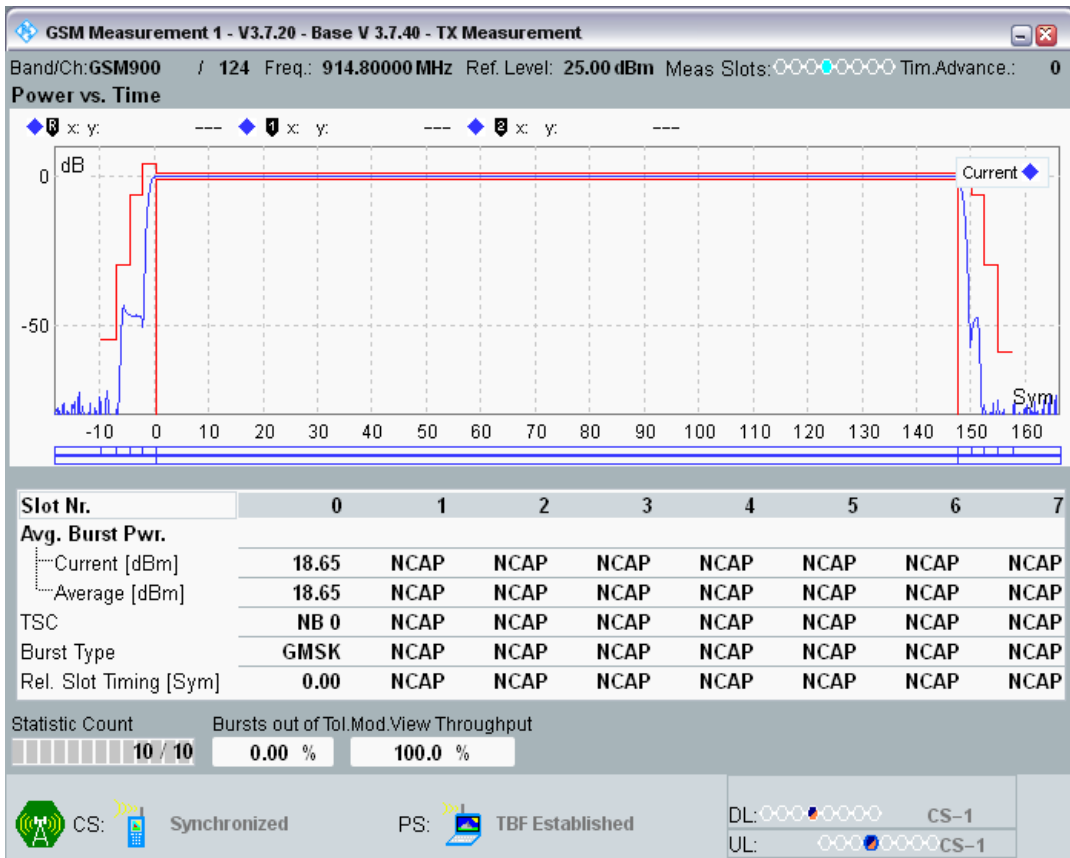 GSM Measurement 1 - V3.7.20 - Base V 3.7.40 - TX Measurement
Band/Ch:GSM900 / 124 Freq.: 914.80000 MHz Ref. Level: 25.00 dBm Meas Slots: Tim.Advance.: 0
Power vs. Time
R x: y: --- 1 x: y: --- 2 x: y: ---
dB
Current
0
-50
Sym
-10 0 10 20 30 40 50 60 70 80 90 100 110 120 130 140 150 160
Slot Nr. 0 1 2 3 4 5 6 7
Avg. Burst Pwr.
Current [dBm] 18.65 NCAP NCAP NCAP NCAP NCAP NCAP NCAP
Average [dBm] 18.65 NCAP NCAP NCAP NCAP NCAP NCAP NCAP
TSC NB 0 NCAP NCAP NCAP NCAP NCAP NCAP NCAP
Burst Type GMSK NCAP NCAP NCAP NCAP NCAP NCAP NCAP
Rel. Slot Timing [Sym] 0.00 NCAP NCAP NCAP NCAP NCAP NCAP NCAP
Statistic Count Bursts out of Tol.Mod.View Throughput
10 / 10 0.00 % 100.0 %
CS: Synchronized PS: TBF Established
DL: CS-1
UL: CS-1